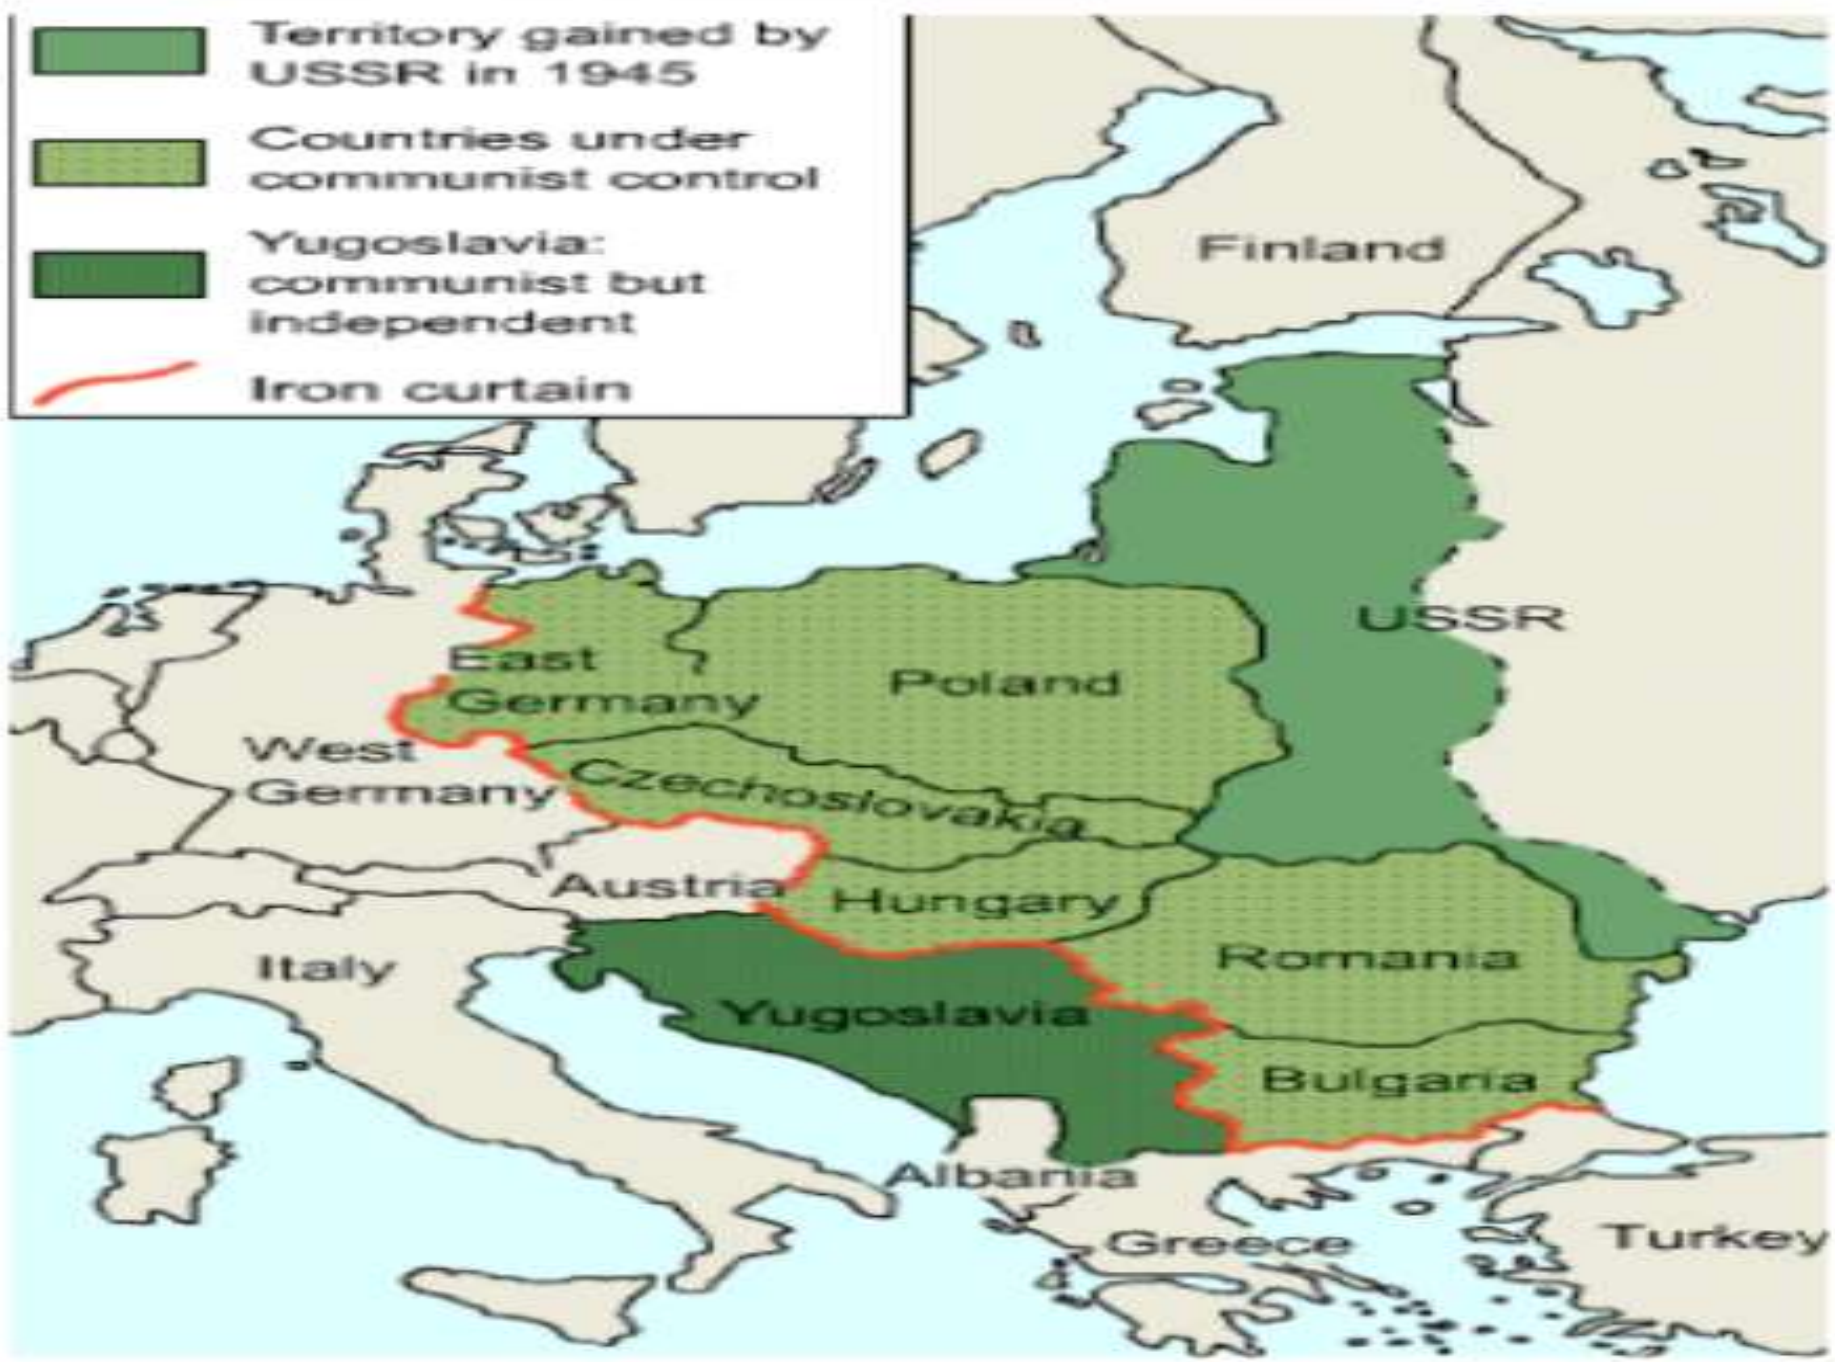 Territory gained by
USSR in 1945
Countries under
communist control
Yugoslavia:
communist but
independent
Iron curtain
Finland
USSR
East
Germany
Poland
West
Germany
Czechoslovakia
Austria
Hungary
Italy
Romania
Yugoslavia
Bulgaria
Albania
Greece
Turkey